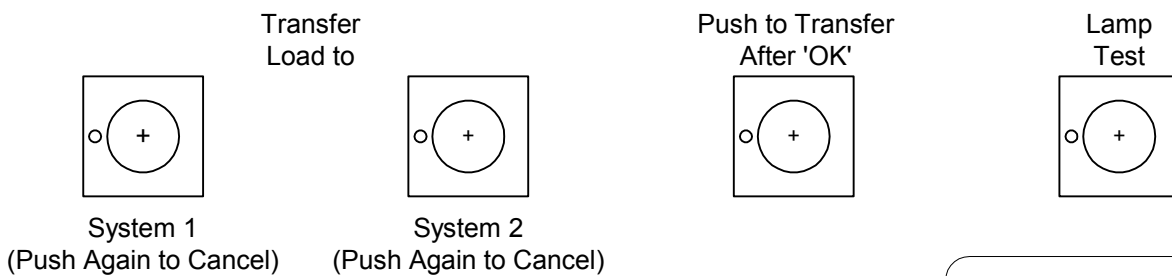 Transfer
Load to
Push to Transfer
After 'OK'
Lamp
Test
System 1
(Push Again to Cancel)
System 2
(Push Again to Cancel)